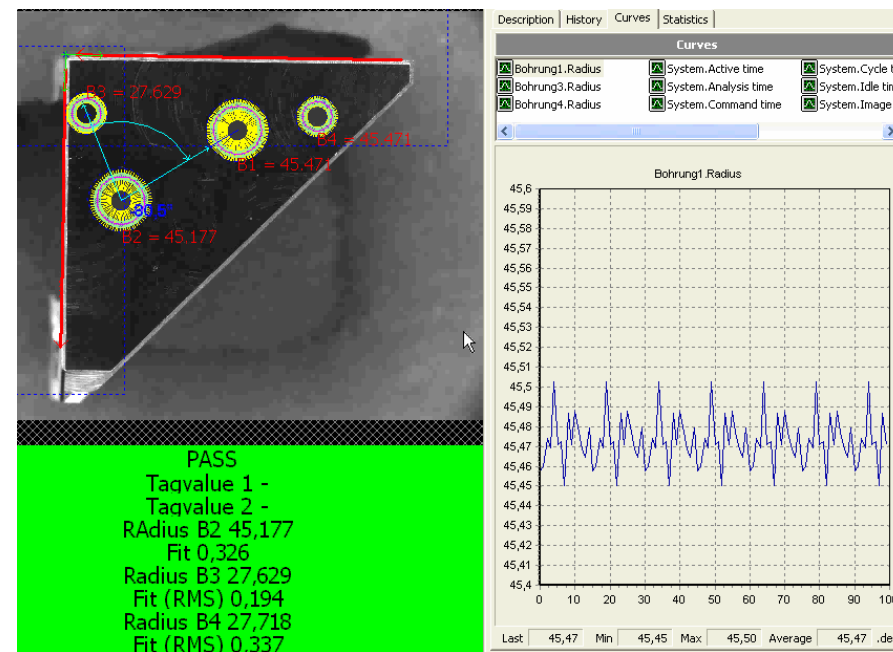 B3 = 27.629
B4 = 45.471
B1 = 45.471
-80,6°
B2 = 45.177
PASS
Tagvalue 1 -
Tagvalue 2 -
RAdius B2 45,177
Fit 0,326
Radius B3 27,629
Fit (RMS) 0,194
Radius B4 27,718
Fit (RMS) 0,337
Description History Curves Statistics
Curves
Bohrung1.Radius System.Active time System.Cycle t
Bohrung3.Radius System.Analysis time System.Idle tim
Bohrung4.Radius System.Command time System.Image
Bohrung1.Radius
45,6
45,59
45,58
45,57
45,56
45,55
45,54
45,53
45,52
45,51
45,5
45,49
45,48
45,47
45,46
45,45
45,44
45,43
45,42
45,41
45,4
0 10 20 30 40 50 60 70 80 90 100
Last 45,47 Min 45,45 Max 45,50 Average 45,47 .de